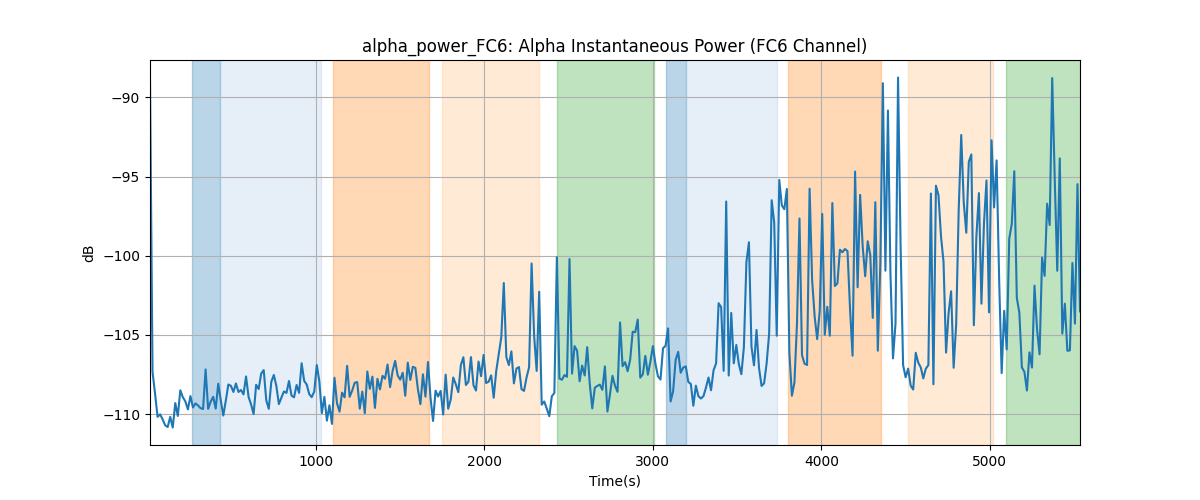 alpha_power_FC6: Alpha Instantaneous Power (FC6 Channel)
−90
−95
−100
−105
−110
dB
1000 2000 3000 4000 5000
Time(s)